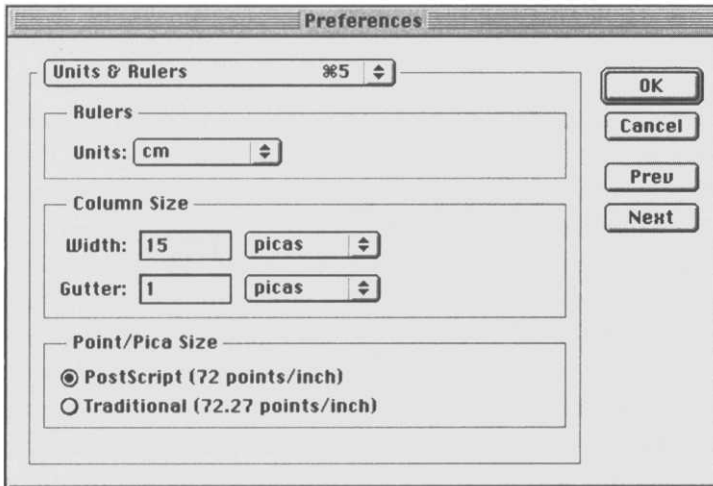 Preferences
Units & Rulers ⌘5
Rulers
Units: cm
Column Size
Width: 15 picas
Gutter: 1 picas
Point/Pica Size
PostScript (72 points/inch)
Traditional (72.27 points/inch)
OK
Cancel
Prev
Next